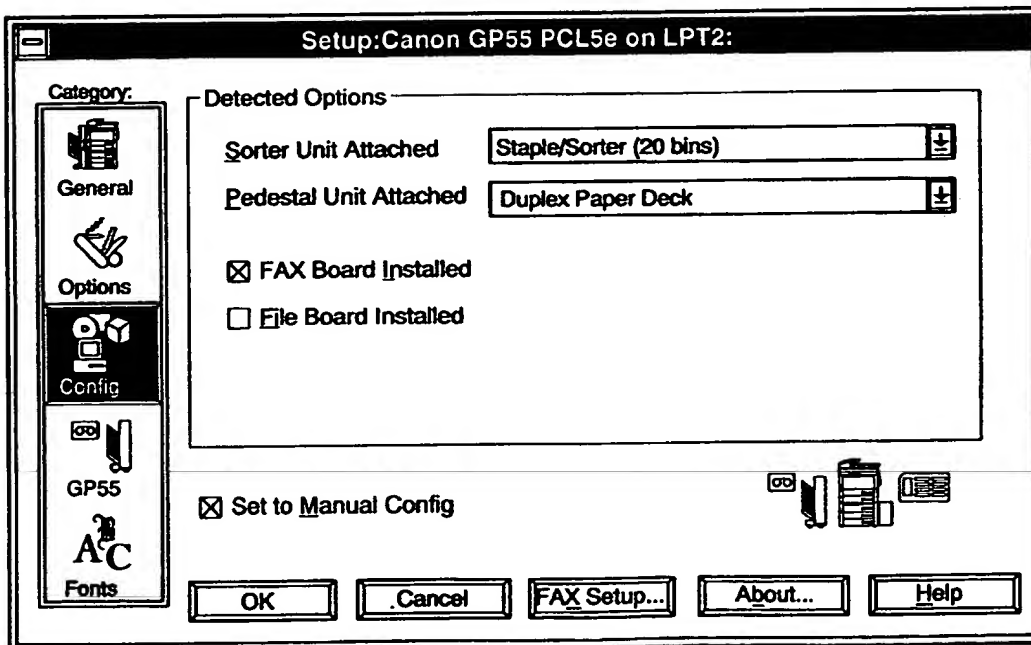 Setup:Canon GP55 PCL5e on LPT2:
Category:
General
Options
Config
GP55
Fonts
Detected Options
Sorter Unit Attached
Staple/Sorter (20 bins)
Pedestal Unit Attached
Duplex Paper Deck
FAX Board Installed
File Board Installed
Set to Manual Config
OK
.Cancel
FAX Setup...
About...
Help